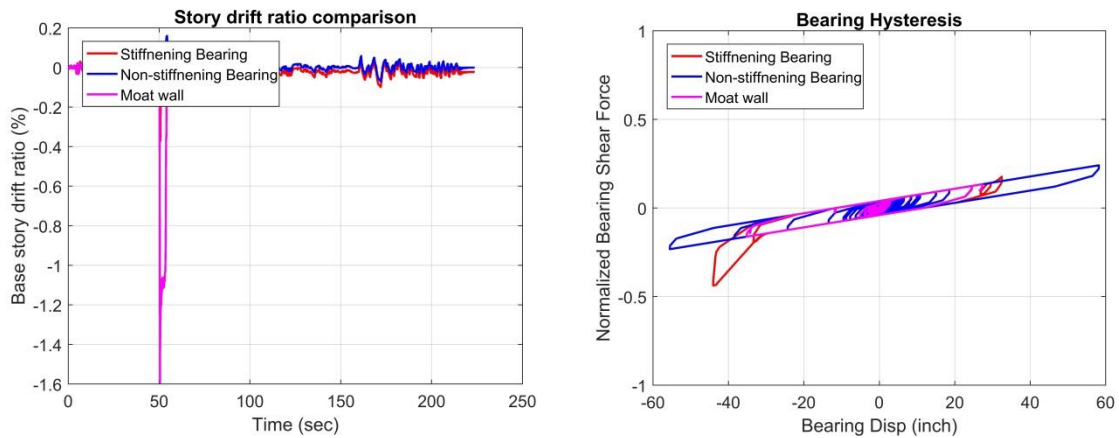 Story drift ratio comparison
0.2
0
-0.2
-0.4
-0.6
-0.8
-1
-1.2
-1.4
-1.6
Base story drift ratio (%)
Stiffnening Bearing
Non-stiffening Bearing
Moat wall
0
50
100
150
200
250
Time (sec)
Bearing Hysteresis
1
0.5
0
-0.5
-1
Normalized Bearing Shear Force
Stiffening Bearing
Non-stiffening Bearing
Moat wall
-60
-40
-20
0
20
40
60
Bearing Disp (inch)